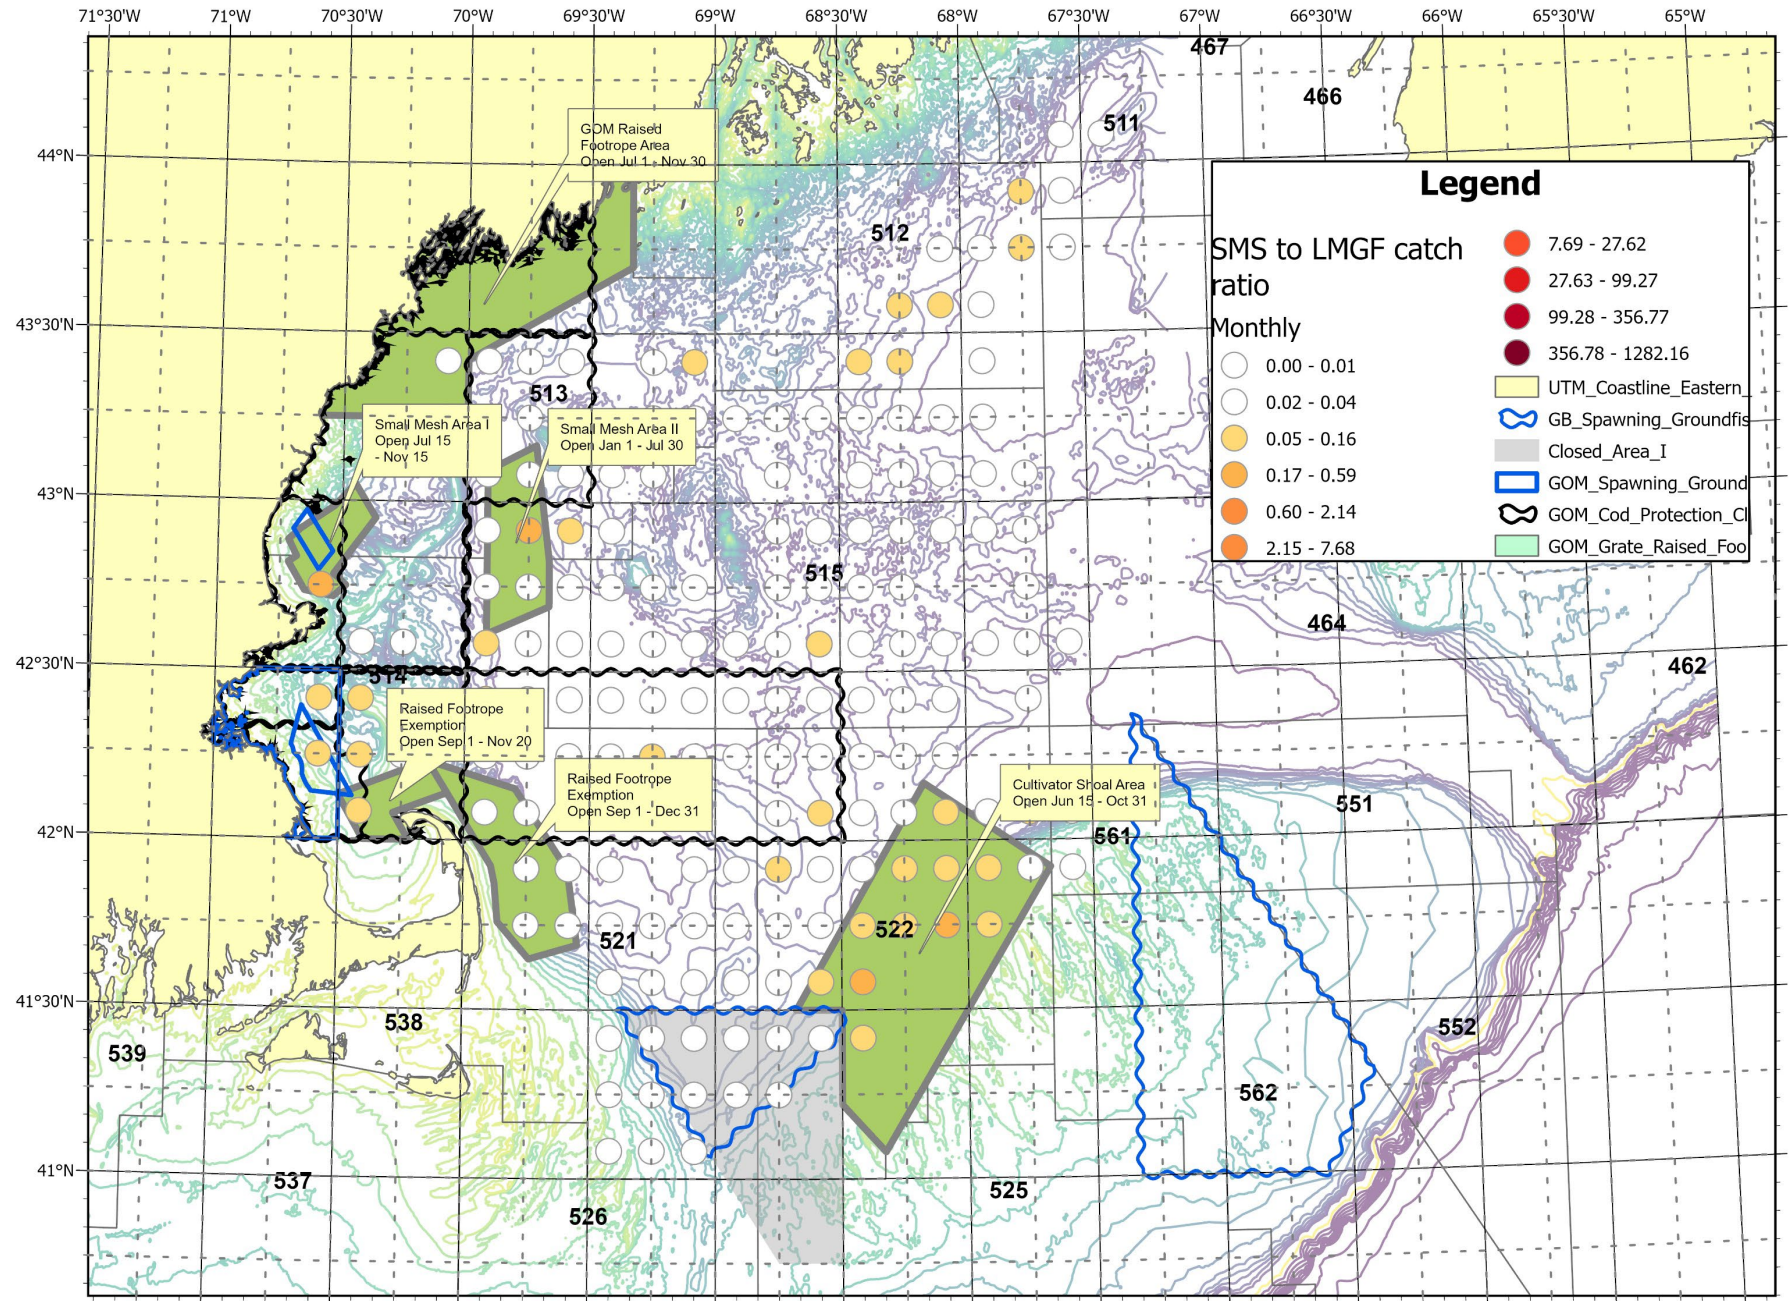 71°30'W 71°W 70°30'W 70°W 69°30'W 69°W 68°30'W 68°W 67°30'W 67°W 66°30'W 66°W 65°30'W 65°W
467
466
511
GOM Raised
Footrope Area
Open Jul 1 - Nov 30
44°N
512
43°30'N
513
Small Mesh Area I
Open Jul 15
- Nov 15
Small Mesh Area II
Open Jan 1 - Jul 30
43°N
515
464
462
42°30'N
514
Raised Footrope
Exemption
Open Sep 1 - Nov 20
Raised Footrope
Exemption
Open Sep 1 - Dec 31
Cultivator Shoal Area
Open Jun 15 - Oct 31
551
561
42°N
522
521
41°30'N
538
552
539
562
41°N
537
525
526
Legend
SMS to LMGF catch
ratio
Monthly
0.00 - 0.01
0.02 - 0.04
0.05 - 0.16
0.17 - 0.59
0.60 - 2.14
2.15 - 7.68
7.69 - 27.62
27.63 - 99.27
99.28 - 356.77
356.78 - 1282.16
UTM_Coastline_Eastern_
GB_Spawning_Groundfis
Closed_Area_I
GOM_Spawning_Ground
GOM_Cod_Protection_Cl
GOM_Grate_Raised_Foo